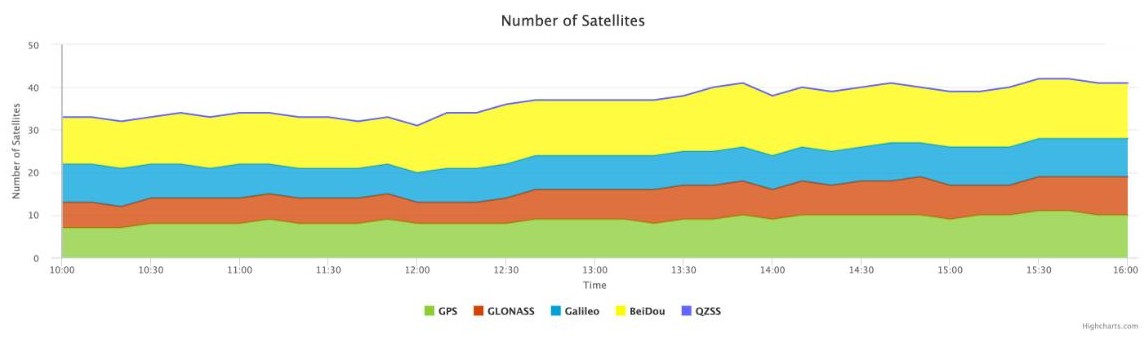 Number of Satellites
Number of Satellites
50
40
30
20
10
0
10:00 10:30 11:00 11:30 12:00 12:30 13:00 13:30 14:00 14:30 15:00 15:30 16:00
Time
GPS GLONASS Galileo BeiDou QZSS
Highcharts.com